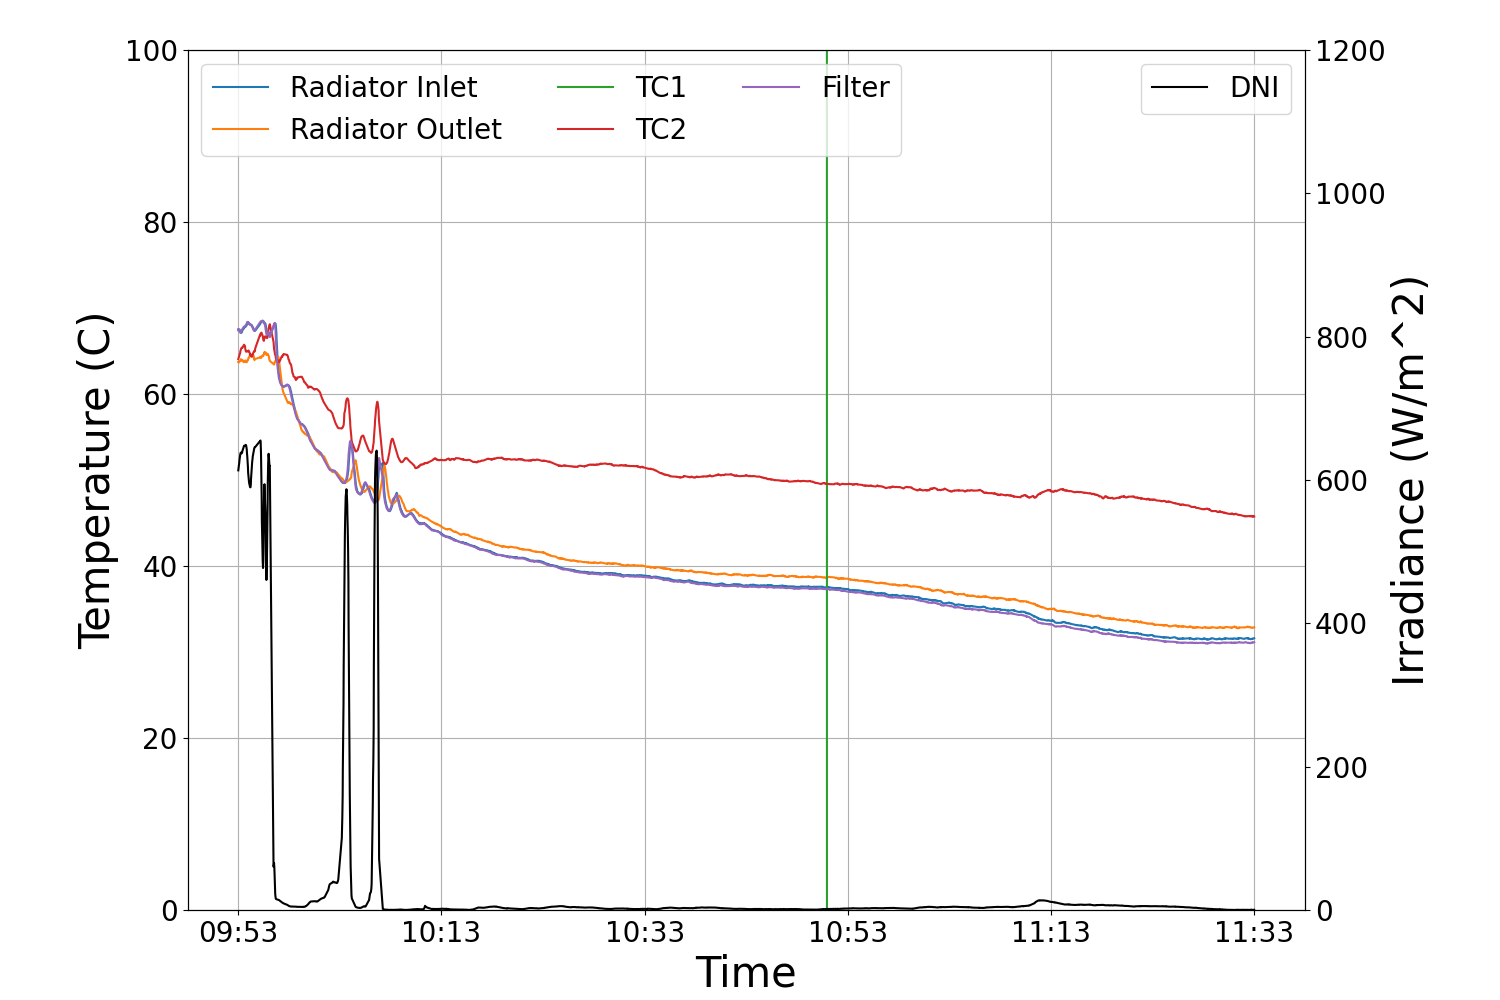 100
80
60
40
20
0
Temperature (C)
Radiator Inlet
Radiator Outlet
TC1
TC2
Filter
DNI
1200
1000
800
600
400
200
0
Irradiance (W/m^2)
09:53 10:13 10:33 10:53 11:13 11:33
Time